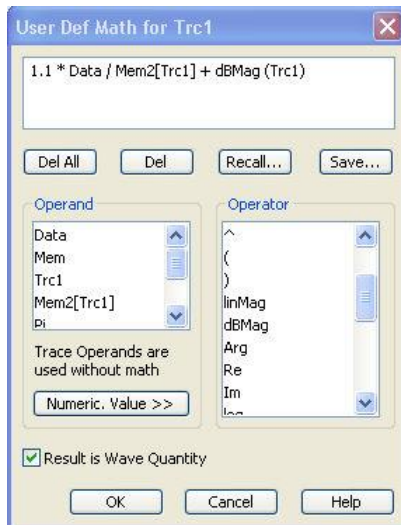 User Def Math for Trc1
1.1 * Data / Mem2[Trc1] + dBMag (Trc1)
Del All
Del
Recall...
Save...
Operand
Data
Mem
Trc1
Mem2[Trc1]
Pi
Trace Operands are
used without math
Numeric. Value >>
Operator
^
(
)
linMag
dBMag
Arg
Re
Im
log
Result is Wave Quantity
OK
Cancel
Help